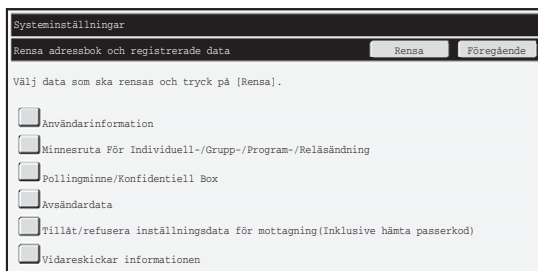 Systeminställningar
Rensa adressbok och registrerade data Rensa Föregående
Välj data som ska rensas och tryck på [Rensa].
Användarinformation
Minnesruta För Individuell-/Grupp-/Program-/Reläsändning
Pollingminne/Konfidentiell Box
Avsändardata
Tillåt/refusera inställningsdata för mottagning(Inklusive hämta passerkod)
Vidareskickar informationen